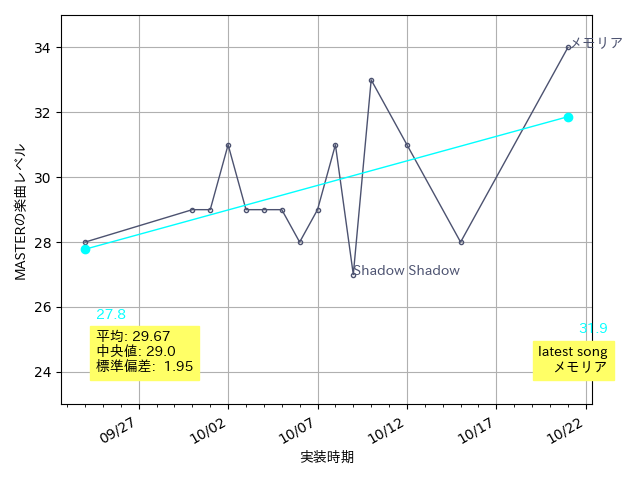 34
メモリア
32
30
28
26
24
MASTERの楽曲レベル
Shadow Shadow
27.8
31.9
平均: 29.67
中央値: 29.0
標準偏差: 1.95
latest song
メモリア
09/27
10/02
10/07
10/12
10/17
10/22
実装時期